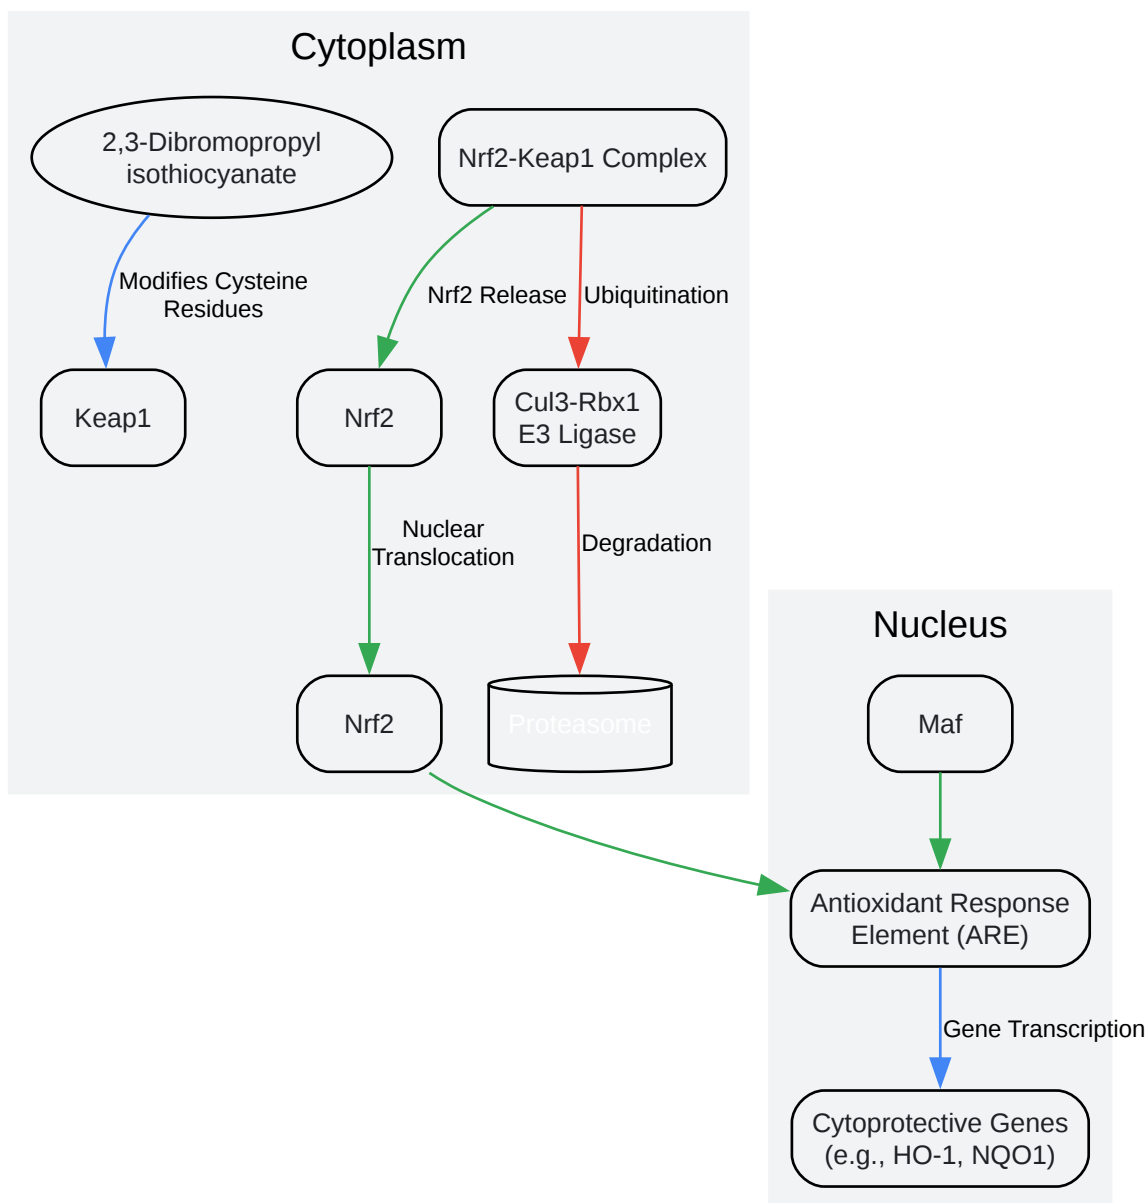 Cytoplasm
2,3-Dibromopropyl
isothiocyanate
Nrf2-Keap1 Complex
Modifies Cysteine
Residues
Nrf2 Release
Ubiquitination
Keap1
Nrf2
Cul3-Rbx1
E3 Ligase
Nuclear
Translocation
Degradation
Nrf2
Proteasome
Nucleus
Maf
Antioxidant Response
Element (ARE)
Gene Transcription
Cytoprotective Genes
(e.g., HO-1, NQO1)